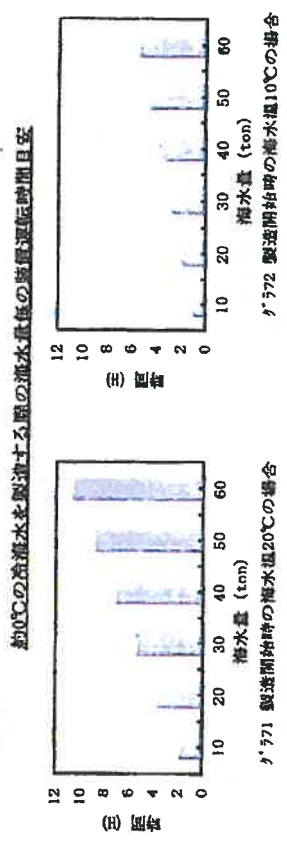 約0℃の冷海水を製造する際の海水量毎の装置運転時間目安
12
10
8
6
4
2
0
時間 (H)
10 20 30 40 50 60
海水量 (ton)
グラフ1 製造開始時の海水温20℃の場合
12
10
8
6
4
2
0
時間 (H)
10 20 30 40 50 60
海水量 (ton)
グラフ2 製造開始時の海水温10℃の場合